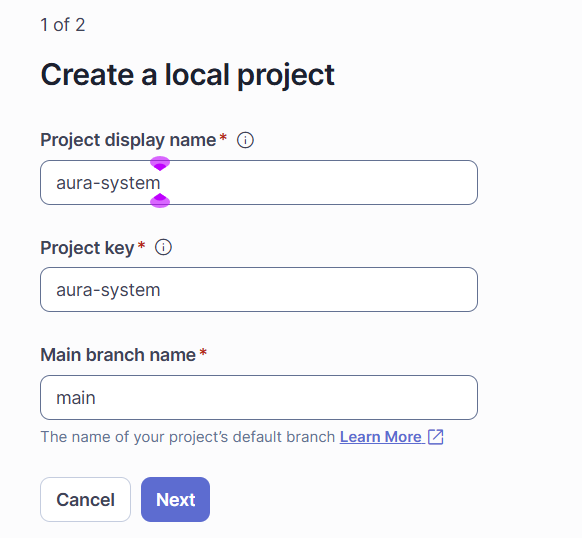 1 of 2
Create a local project
Project display name*
aura-system
Project key*
aura-system
Main branch name*
main
The name of your project's default branch Learn More
Cancel Next